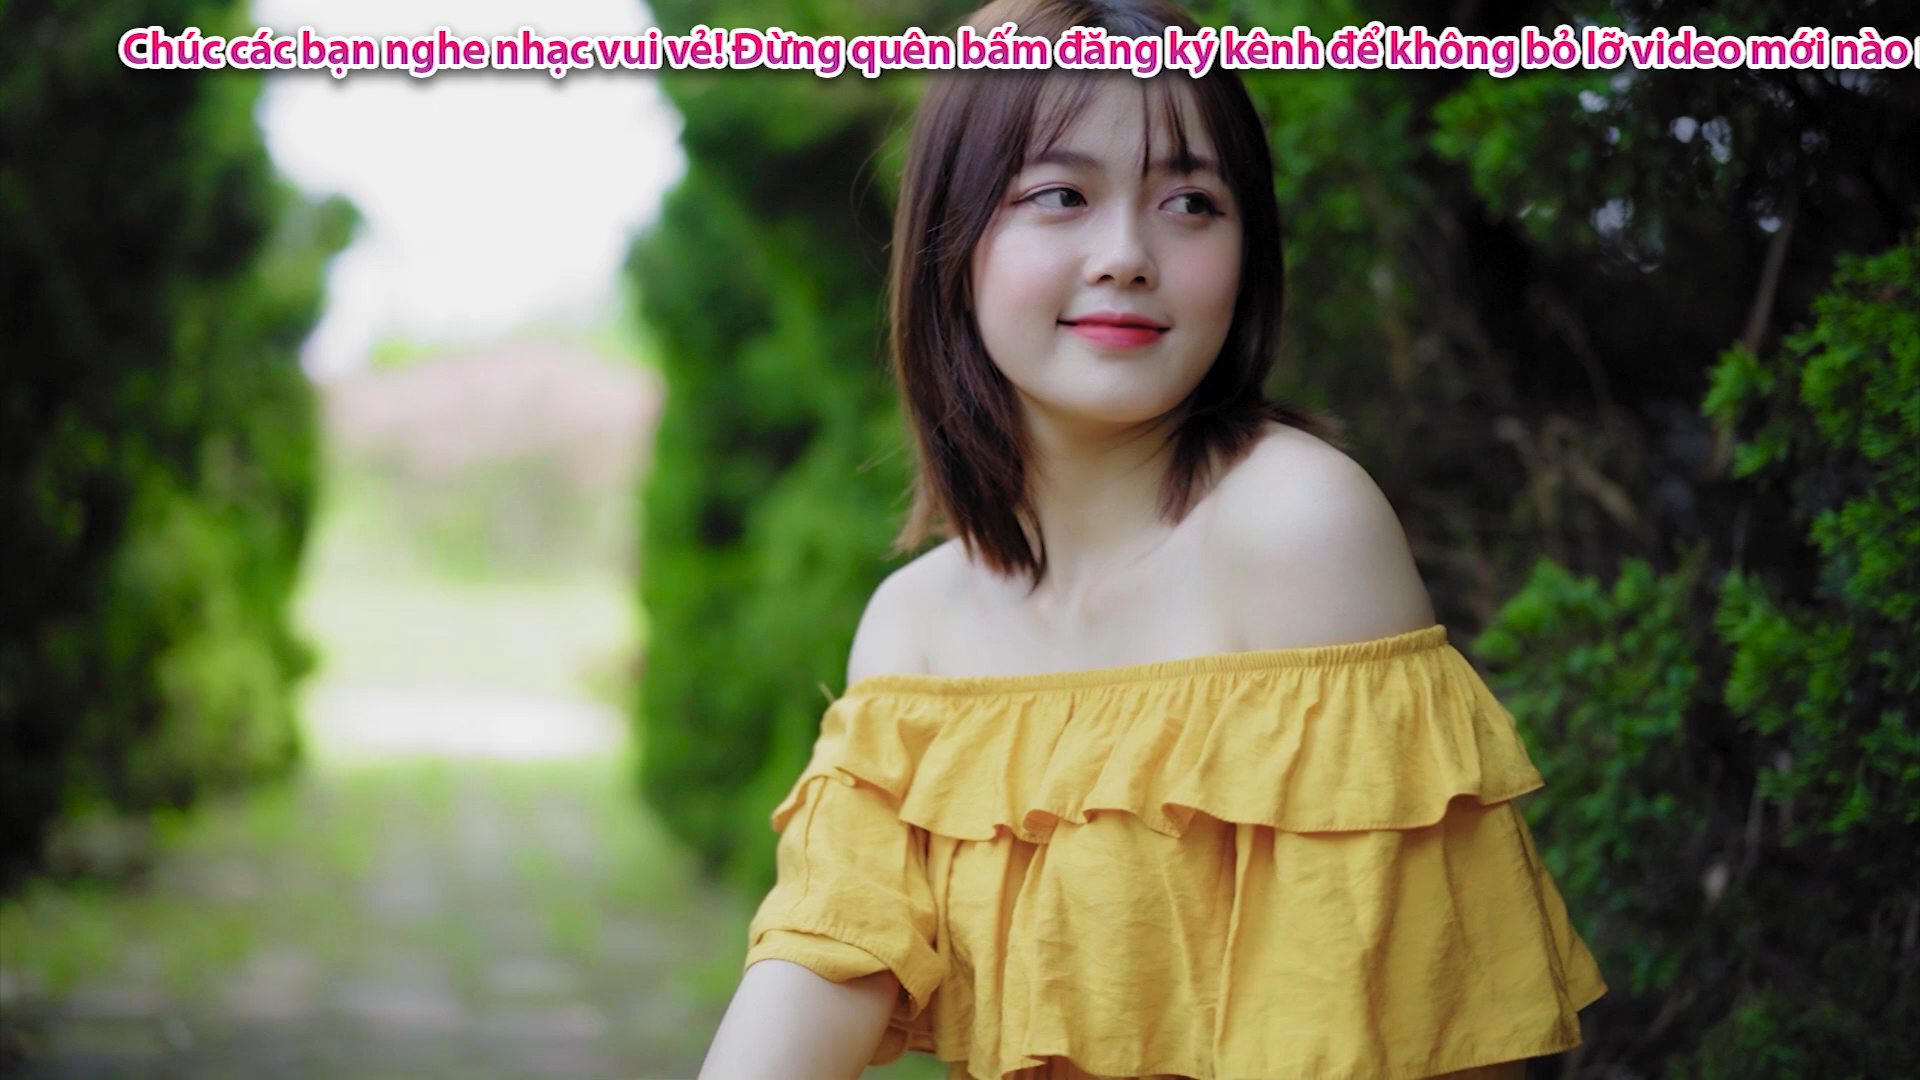 Chúc các bạn nghe nhạc vui vẻ! Đừng quên bấm đăng ký kênh để không bỏ lỡ video mới nào